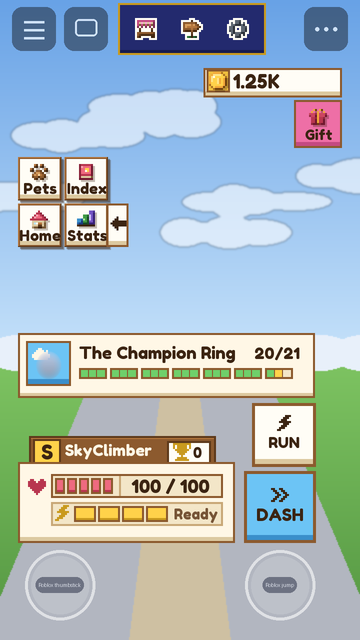 1.25K
Gift
Pets
Index
Home
Stats
The Champion Ring 20/21
RUN
S SkyClimber 0
100 / 100
Ready
DASH
Roblox thumbstick
Roblox jump